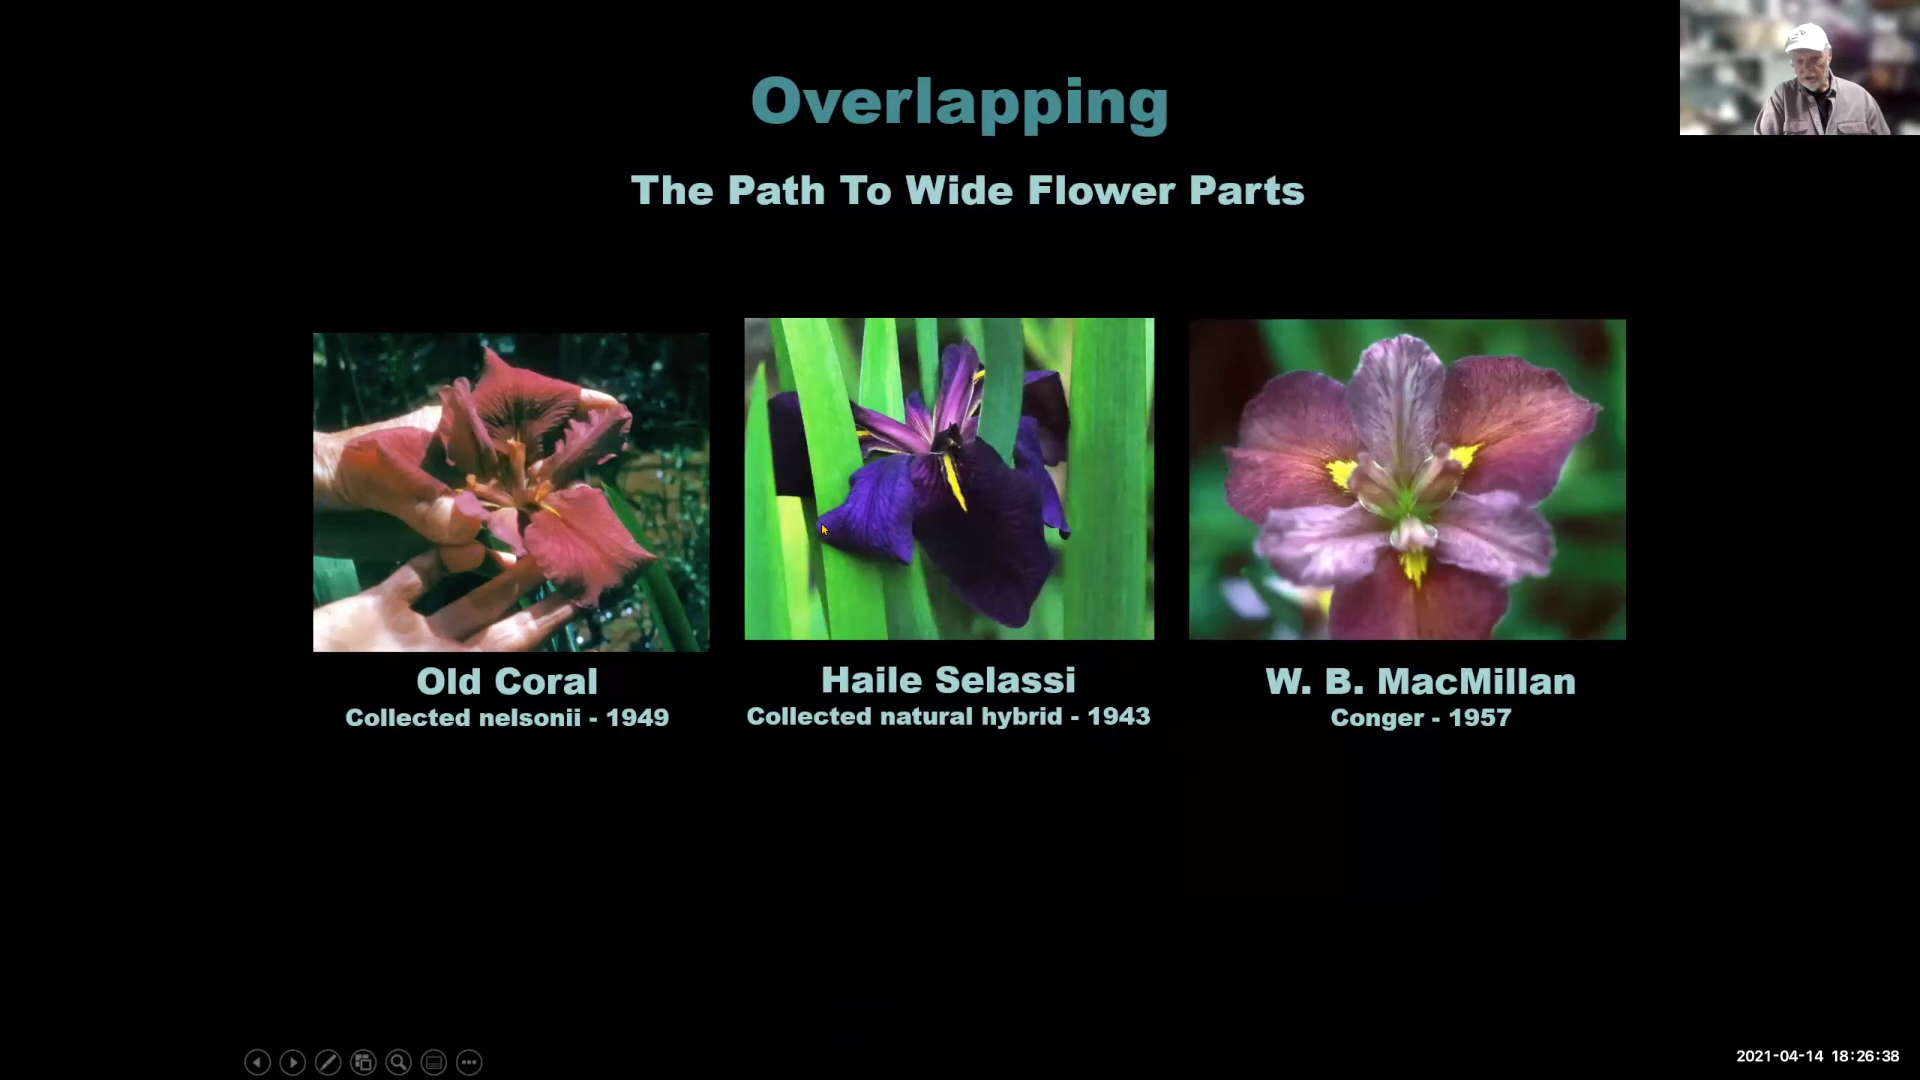 Overlapping
The Path To Wide Flower Parts
Old Coral
Collected nelsonii - 1949
Haile Selassi
Collected natural hybrid - 1943
W. B. MacMillan
Conger - 1957
2021-04-14 18:26:38